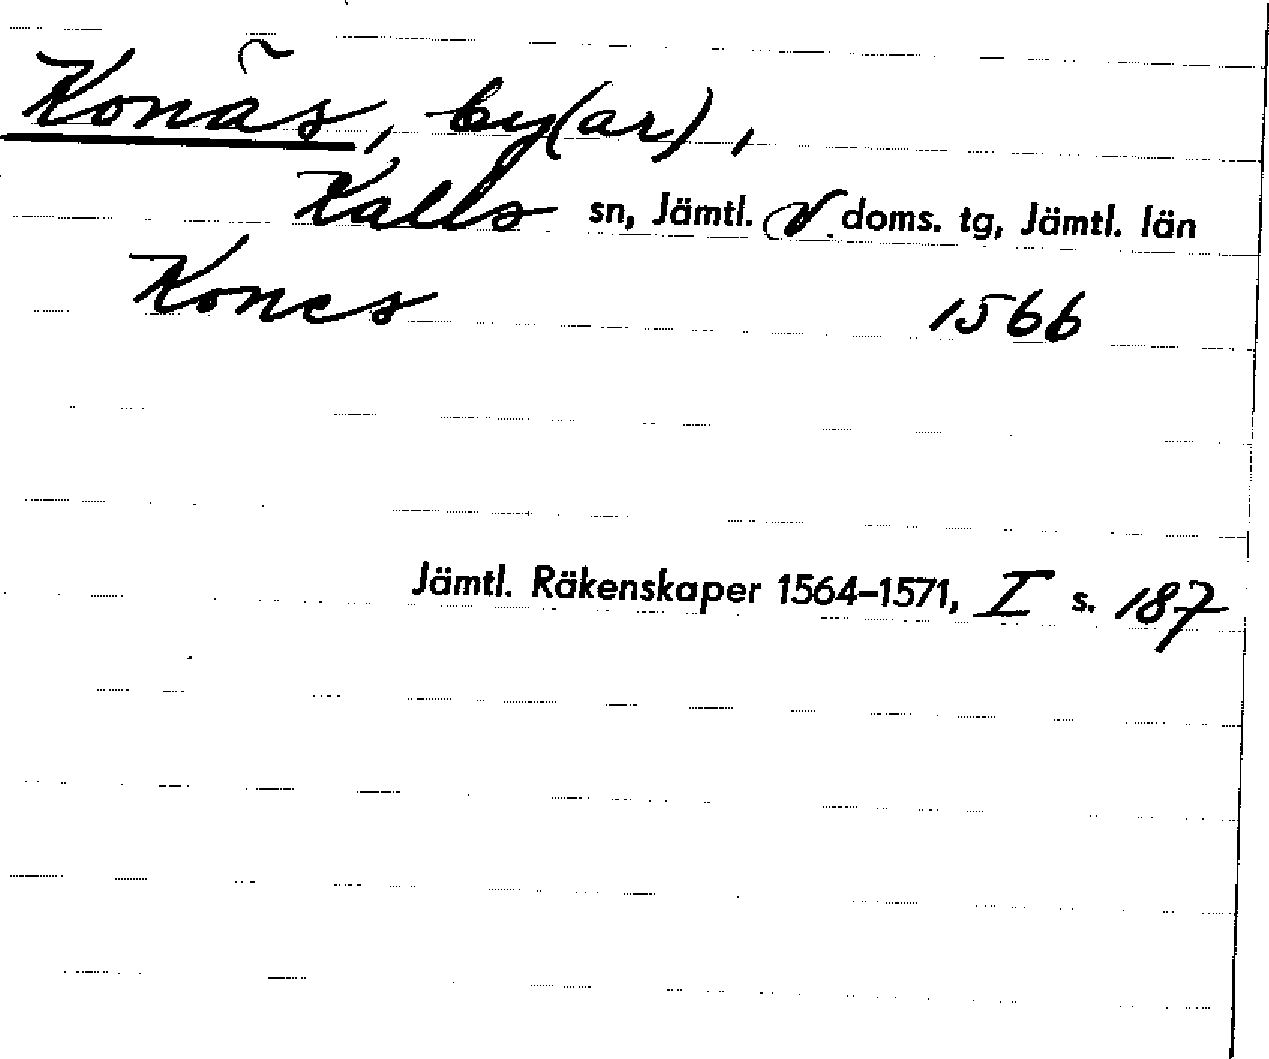 Konäs, by(ar),
Kalls sn, Jämtl. V. doms. tg, Jämtl. län
Kones 1566
Jämtl. Räkenskaper 1564–1571, I s. 187